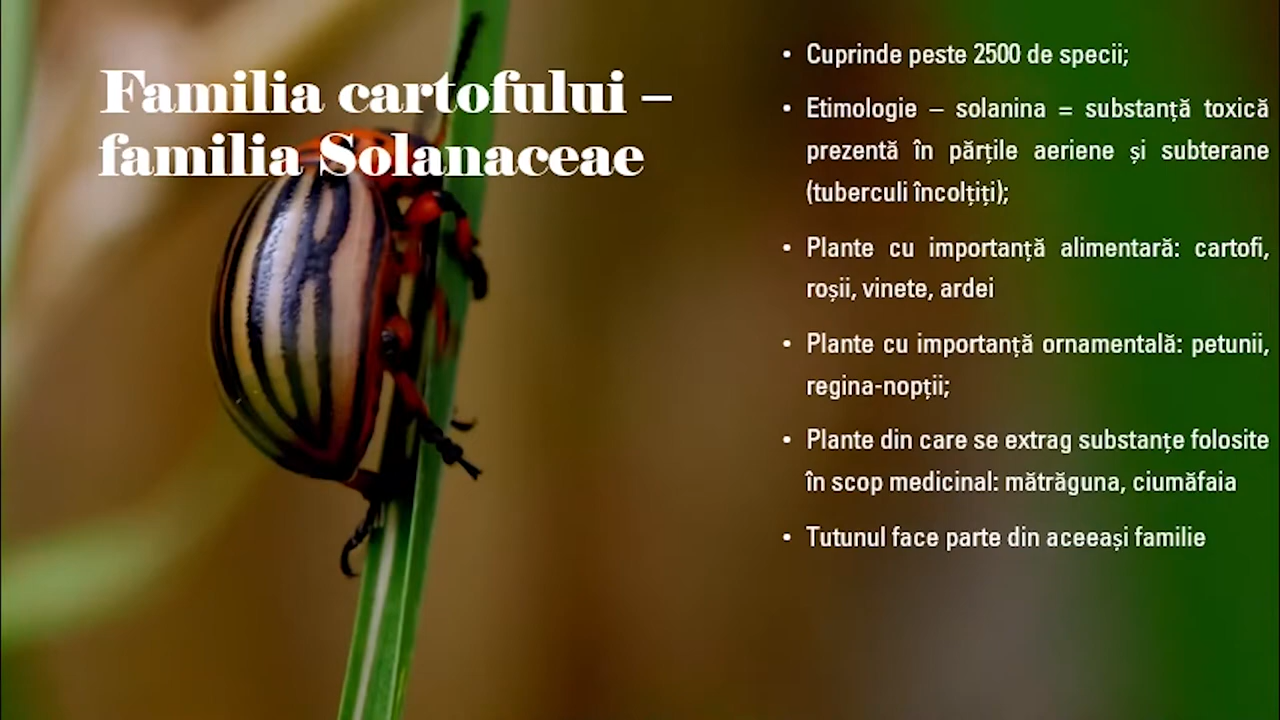 Familia cartofului –
familia Solanaceae
• Cuprinde peste 2500 de specii;
• Etimologie – solanina = substanță toxică
prezentă în părțile aeriene și subterane
(tuberculi încolțiți);
• Plante cu importanță alimentară: cartofi,
roșii, vinete, ardei
• Plante cu importanță ornamentală: petunii,
regina-nopții;
• Plante din care se extrag substanțe folosite
în scop medicinal: mătrăguna, ciumăfaia
• Tutunul face parte din aceeași familie